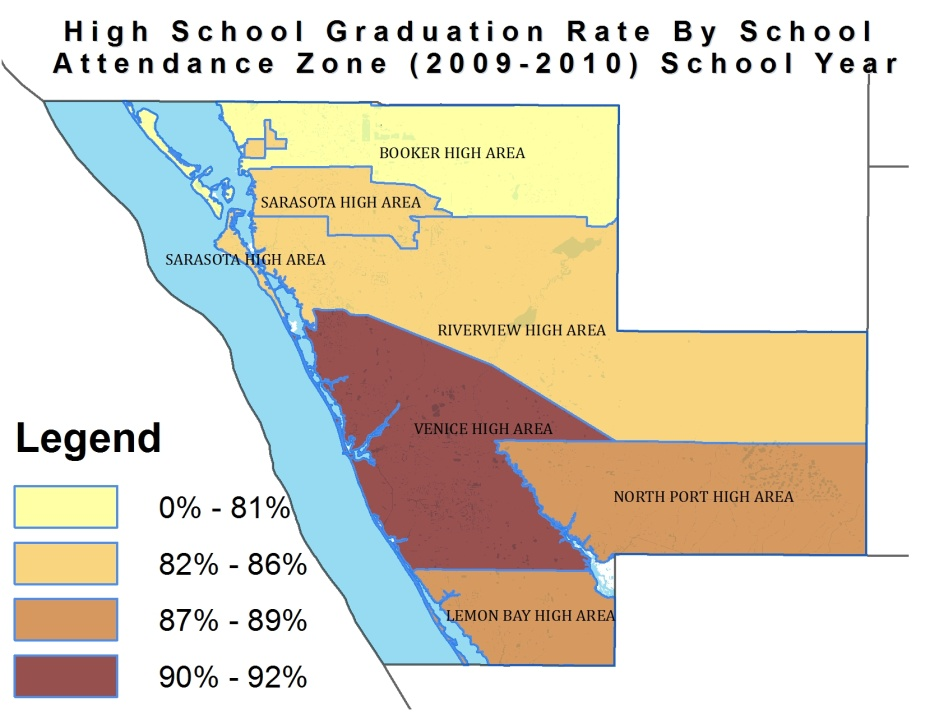 High School Graduation Rate By School
Attendance Zone (2009-2010) School Year
BOOKER HIGH AREA
SARASOTA HIGH AREA
SARASOTA HIGH AREA
RIVERVIEW HIGH AREA
VENICE HIGH AREA
NORTH PORT HIGH AREA
LEMON BAY HIGH AREA
Legend
0% - 81%
82% - 86%
87% - 89%
90% - 92%